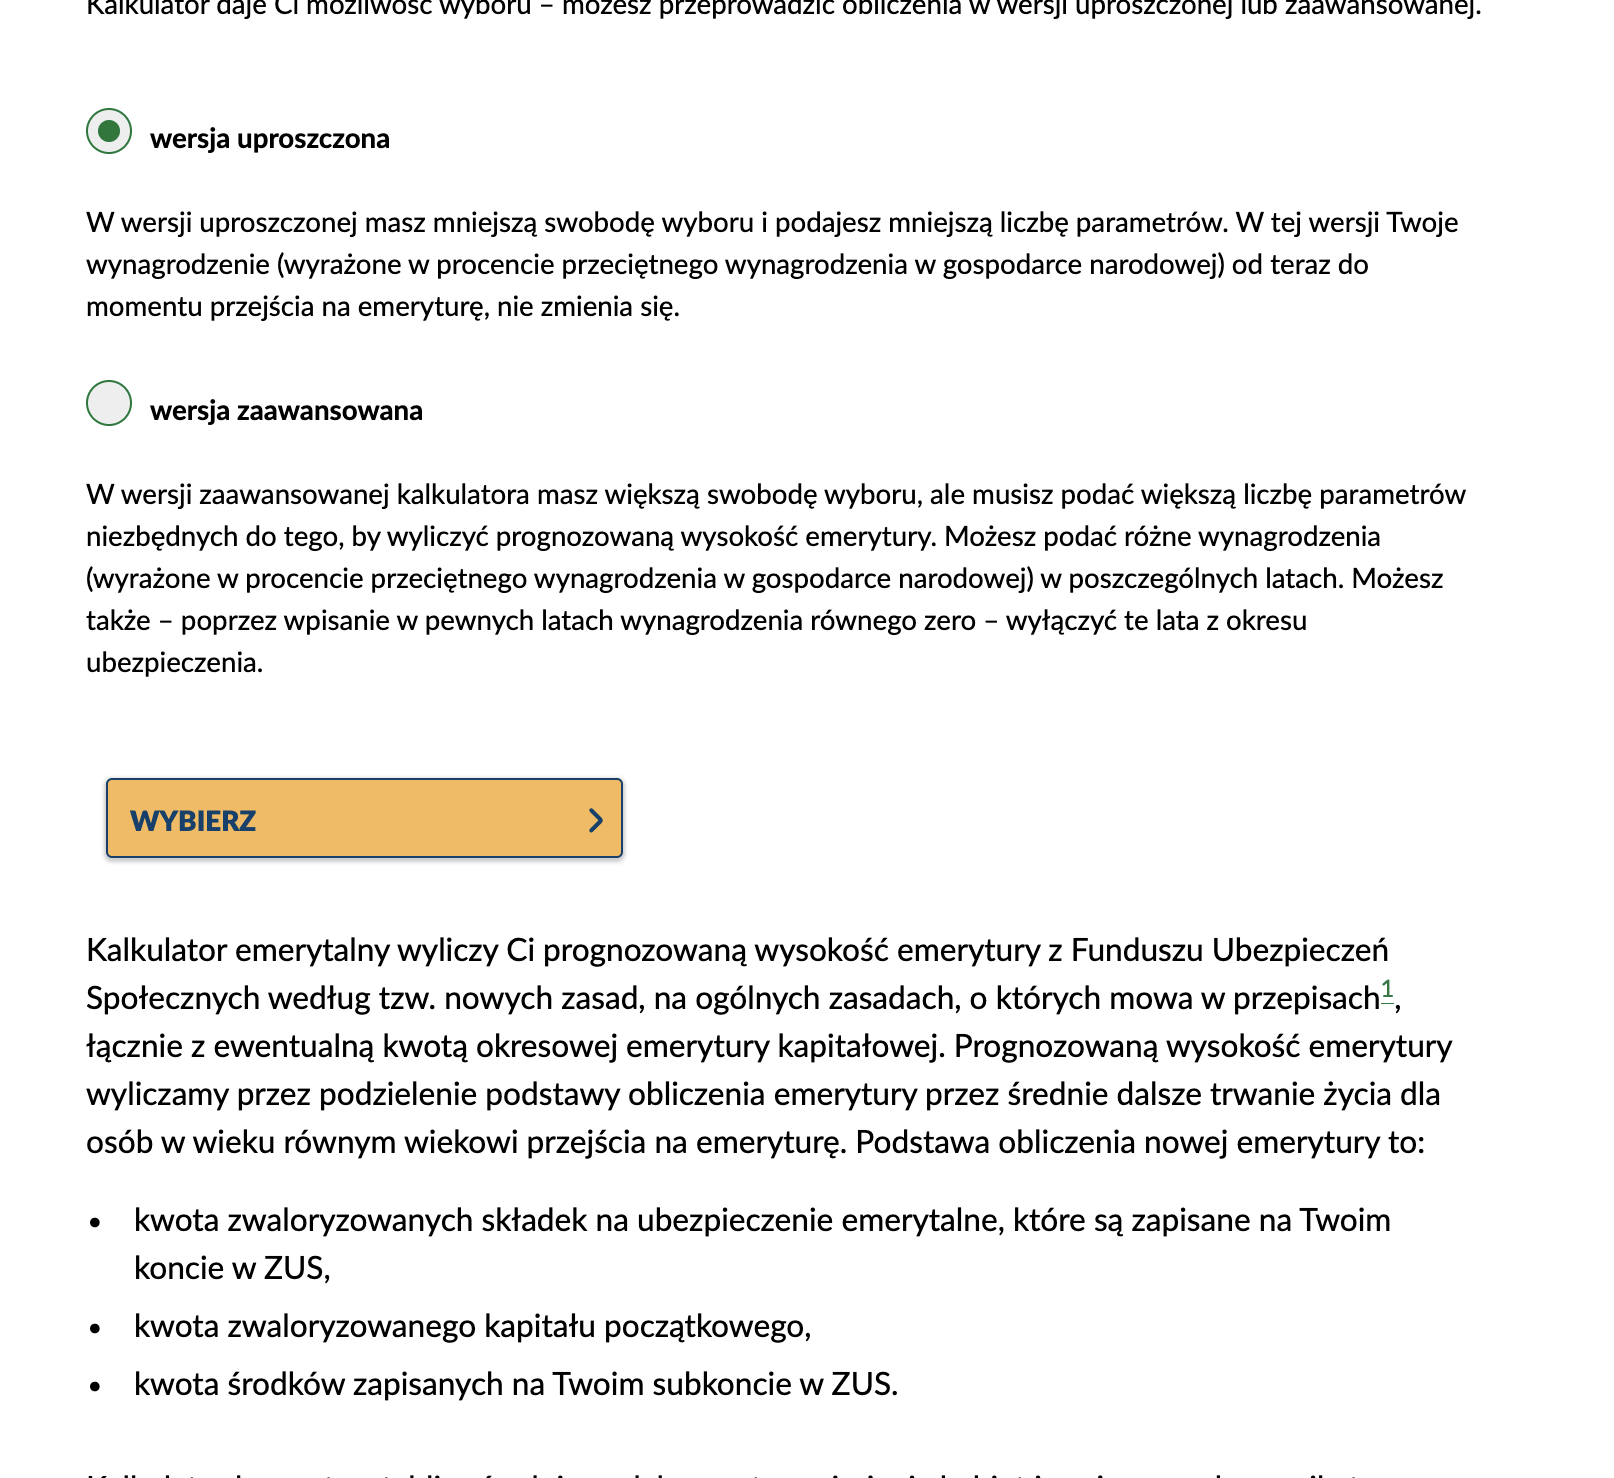 Kalkulator daje Ci możliwość wyboru – możesz przeprowadzić obliczenia w wersji uproszczonej lub zaawansowanej.
wersja uproszczona
W wersji uproszczonej masz mniejszą swobodę wyboru i podajesz mniejszą liczbę parametrów. W tej wersji Twoje
wynagrodzenie (wyrażone w procencie przeciętnego wynagrodzenia w gospodarce narodowej) od teraz do
momentu przejścia na emeryturę, nie zmienia się.
wersja zaawansowana
W wersji zaawansowanej kalkulatora masz większą swobodę wyboru, ale musisz podać większą liczbę parametrów
niezbędnych do tego, by wyliczyć prognozowaną wysokość emerytury. Możesz podać różne wynagrodzenia
(wyrażone w procencie przeciętnego wynagrodzenia w gospodarce narodowej) w poszczególnych latach. Możesz
także – poprzez wpisanie w pewnych latach wynagrodzenia równego zero – wyłączyć te lata z okresu
ubezpieczenia.
WYBIERZ
Kalkulator emerytalny wyliczy Ci prognozowaną wysokość emerytury z Funduszu Ubezpieczeń
Społecznych według tzw. nowych zasad, na ogólnych zasadach, o których mowa w przepisach1,
łącznie z ewentualną kwotą okresowej emerytury kapitałowej. Prognozowaną wysokość emerytury
wyliczamy przez podzielenie podstawy obliczenia emerytury przez średnie dalsze trwanie życia dla
osób w wieku równym wiekowi przejścia na emeryturę. Podstawa obliczenia nowej emerytury to:
• kwota zwaloryzowanych składek na ubezpieczenie emerytalne, które są zapisane na Twoim
koncie w ZUS,
• kwota zwaloryzowanego kapitału początkowego,
• kwota środków zapisanych na Twoim subkoncie w ZUS.